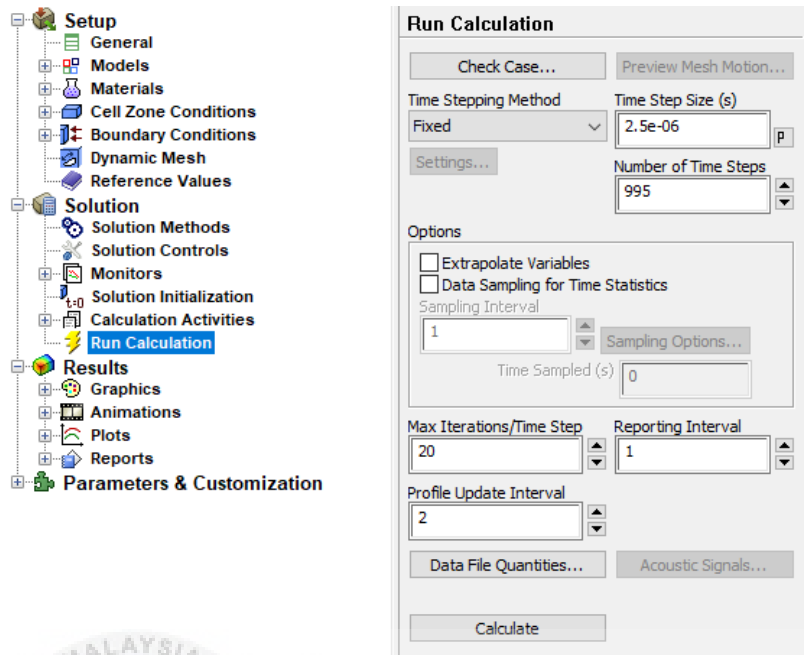 Setup
General
Models
Materials
Cell Zone Conditions
Boundary Conditions
Dynamic Mesh
Reference Values
Solution
Solution Methods
Solution Controls
Monitors
t=0 Solution Initialization
Calculation Activities
Run Calculation
Results
Graphics
Animations
Plots
Reports
Parameters & Customization
Run Calculation
Check Case... Preview Mesh Motion...
Time Stepping Method Time Step Size (s)
Fixed 2.5e-06 P
Settings... Number of Time Steps
995
Options
Extrapolate Variables
Data Sampling for Time Statistics
Sampling Interval
1 Sampling Options...
Time Sampled (s) 0
Max Iterations/Time Step Reporting Interval
20 1
Profile Update Interval
2
Data File Quantities... Acoustic Signals...
Calculate